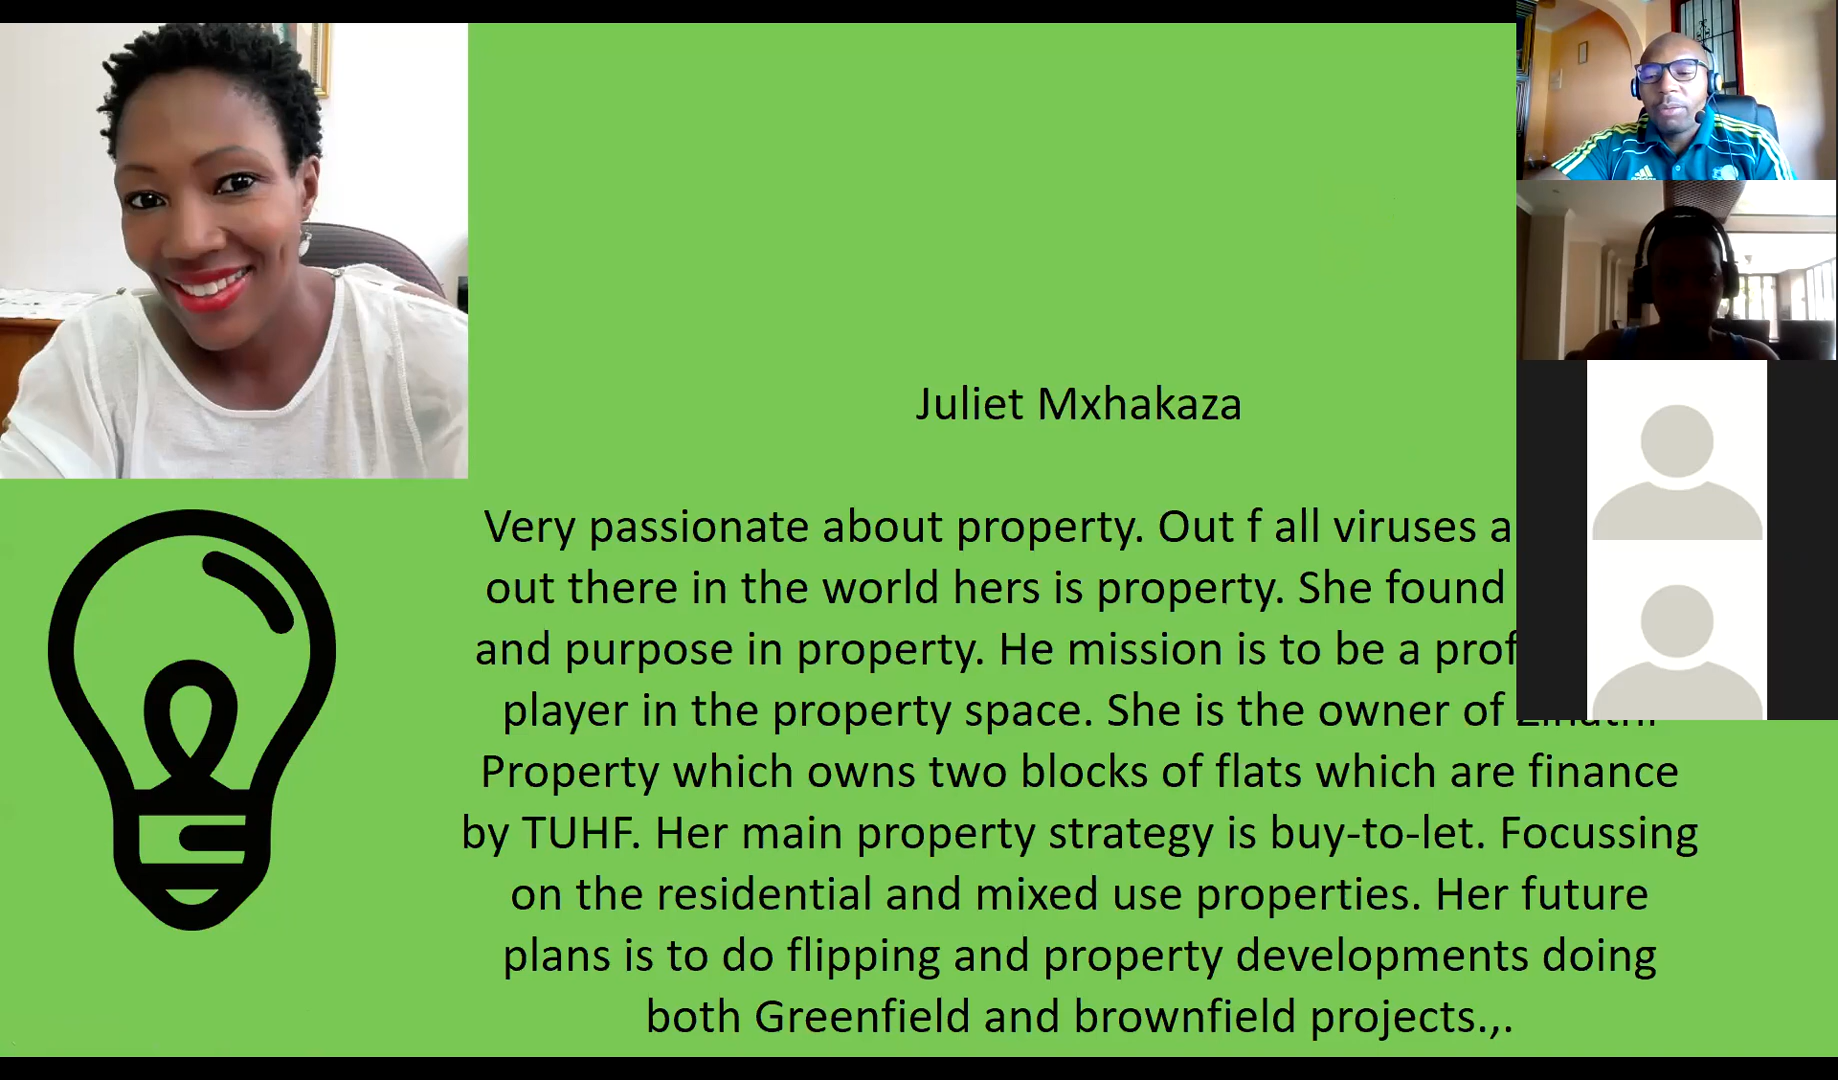 Juliet Mxhakaza
Very passionate about property. Out f all viruses a
out there in the world hers is property. She found
and purpose in property. He mission is to be a prof
player in the property space. She is the owner of
Property which owns two blocks of flats which are finance
by TUHF. Her main property strategy is buy-to-let. Focussing
on the residential and mixed use properties. Her future
plans is to do flipping and property developments doing
both Greenfield and brownfield projects.,.
adidas